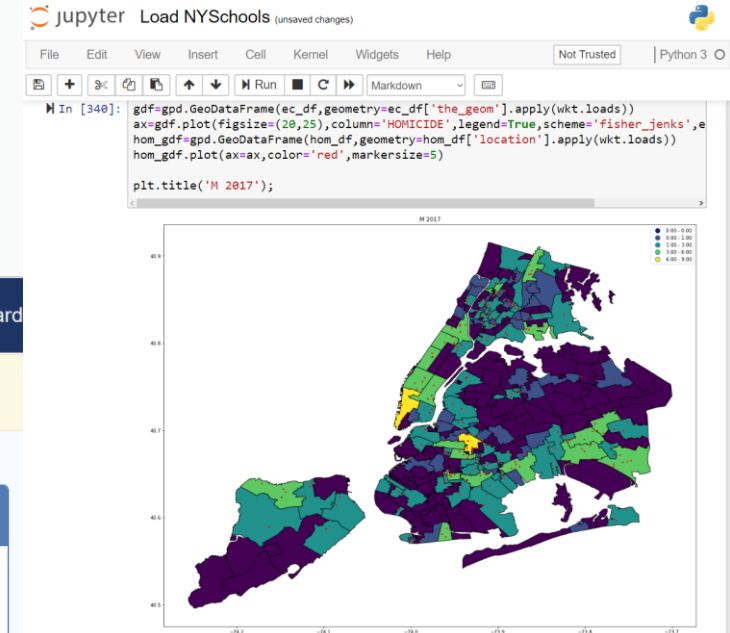 jupyter Load NYSchools (unsaved changes)
File Edit View Insert Cell Kernel Widgets Help Not Trusted Python 3
Run Markdown
In [340]: gdf=gpd.GeoDataFrame(ec_df,geometry=ec_df['the_geom'].apply(wkt.loads))
ax=gdf.plot(figsize=(20,25),column='HOMICIDE',legend=True,scheme='fisher_jenks',e
hom_gdf=gpd.GeoDataFrame(hom_df,geometry=hom_df['location'].apply(wkt.loads))
hom_gdf.plot(ax=ax,color='red',markersize=5)
plt.title('M 2017');
ard
M 2017
0.00 - 0.00
0.00 - 1.00
1.00 - 3.00
3.00 - 4.00
4.00 - 9.00
40.9
40.8
40.7
40.6
40.5